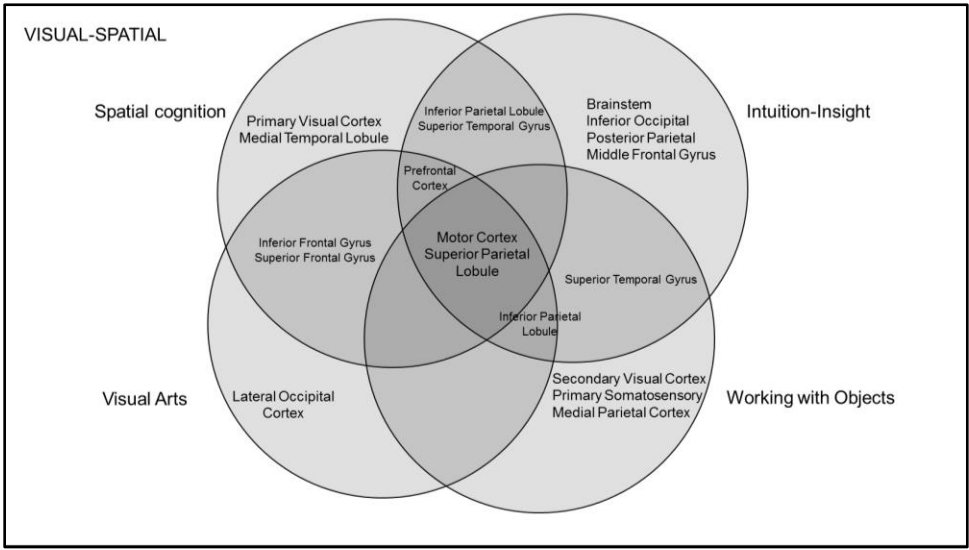 VISUAL-SPATIAL
Spatial cognition
Intuition-Insight
Primary Visual Cortex
Medial Temporal Lobule
Inferior Parietal Lobule
Superior Temporal Gyrus
Brainstem
Inferior Occipital
Posterior Parietal
Middle Frontal Gyrus
Prefrontal
Cortex
Inferior Frontal Gyrus
Superior Frontal Gyrus
Motor Cortex
Superior Parietal
Lobule
Superior Temporal Gyrus
Inferior Parietal
Lobule
Visual Arts
Lateral Occipital
Cortex
Secondary Visual Cortex
Primary Somatosensory
Medial Parietal Cortex
Working with Objects